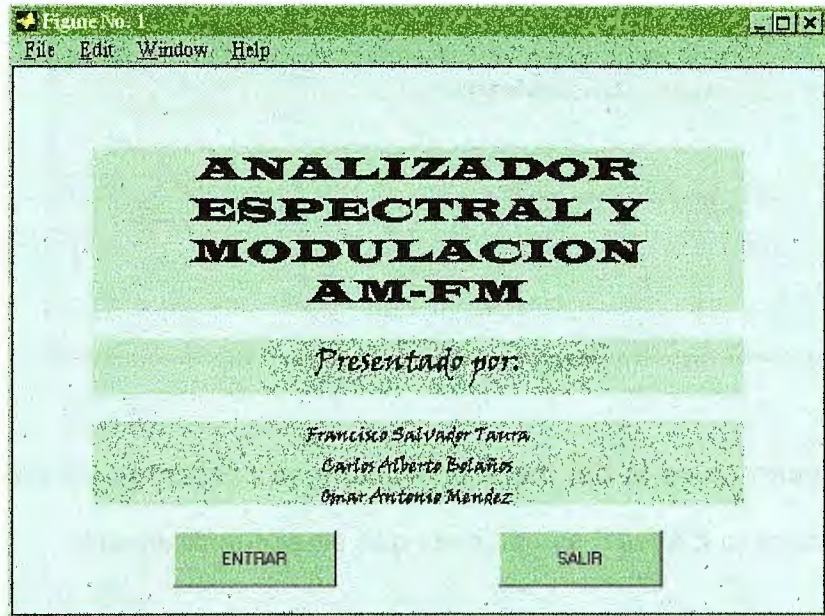 Figure No. 1
File Edit Window Help
ANALIZADOR
ESPECTRAL Y
MODULACION
AM-FM
Presentado por:
Francisco Salvador Taura
Carlos Alberto Bolaños
Omar Antonio Mendez
ENTRAR SALIR